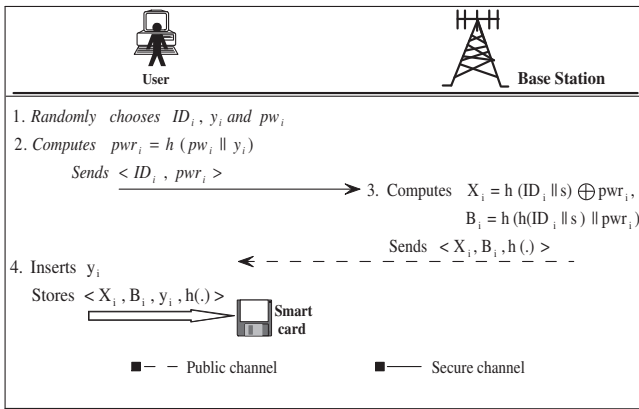 User
Base Station
1. Randomly chooses ID_i , y_i and pw_i
2. Computes pwr_i = h ( pw_i || y_i )
Sends < ID_i , pwr_i >
3. Computes X_i = h (ID_i || s) ⊕ pwr_i ,
B_i = h (h(ID_i || s ) || pwr_i )
Sends < X_i , B_i , h (.) >
4. Inserts y_i
Stores < X_i , B_i , y_i , h(.) >
Smart
card
Public channel
Secure channel